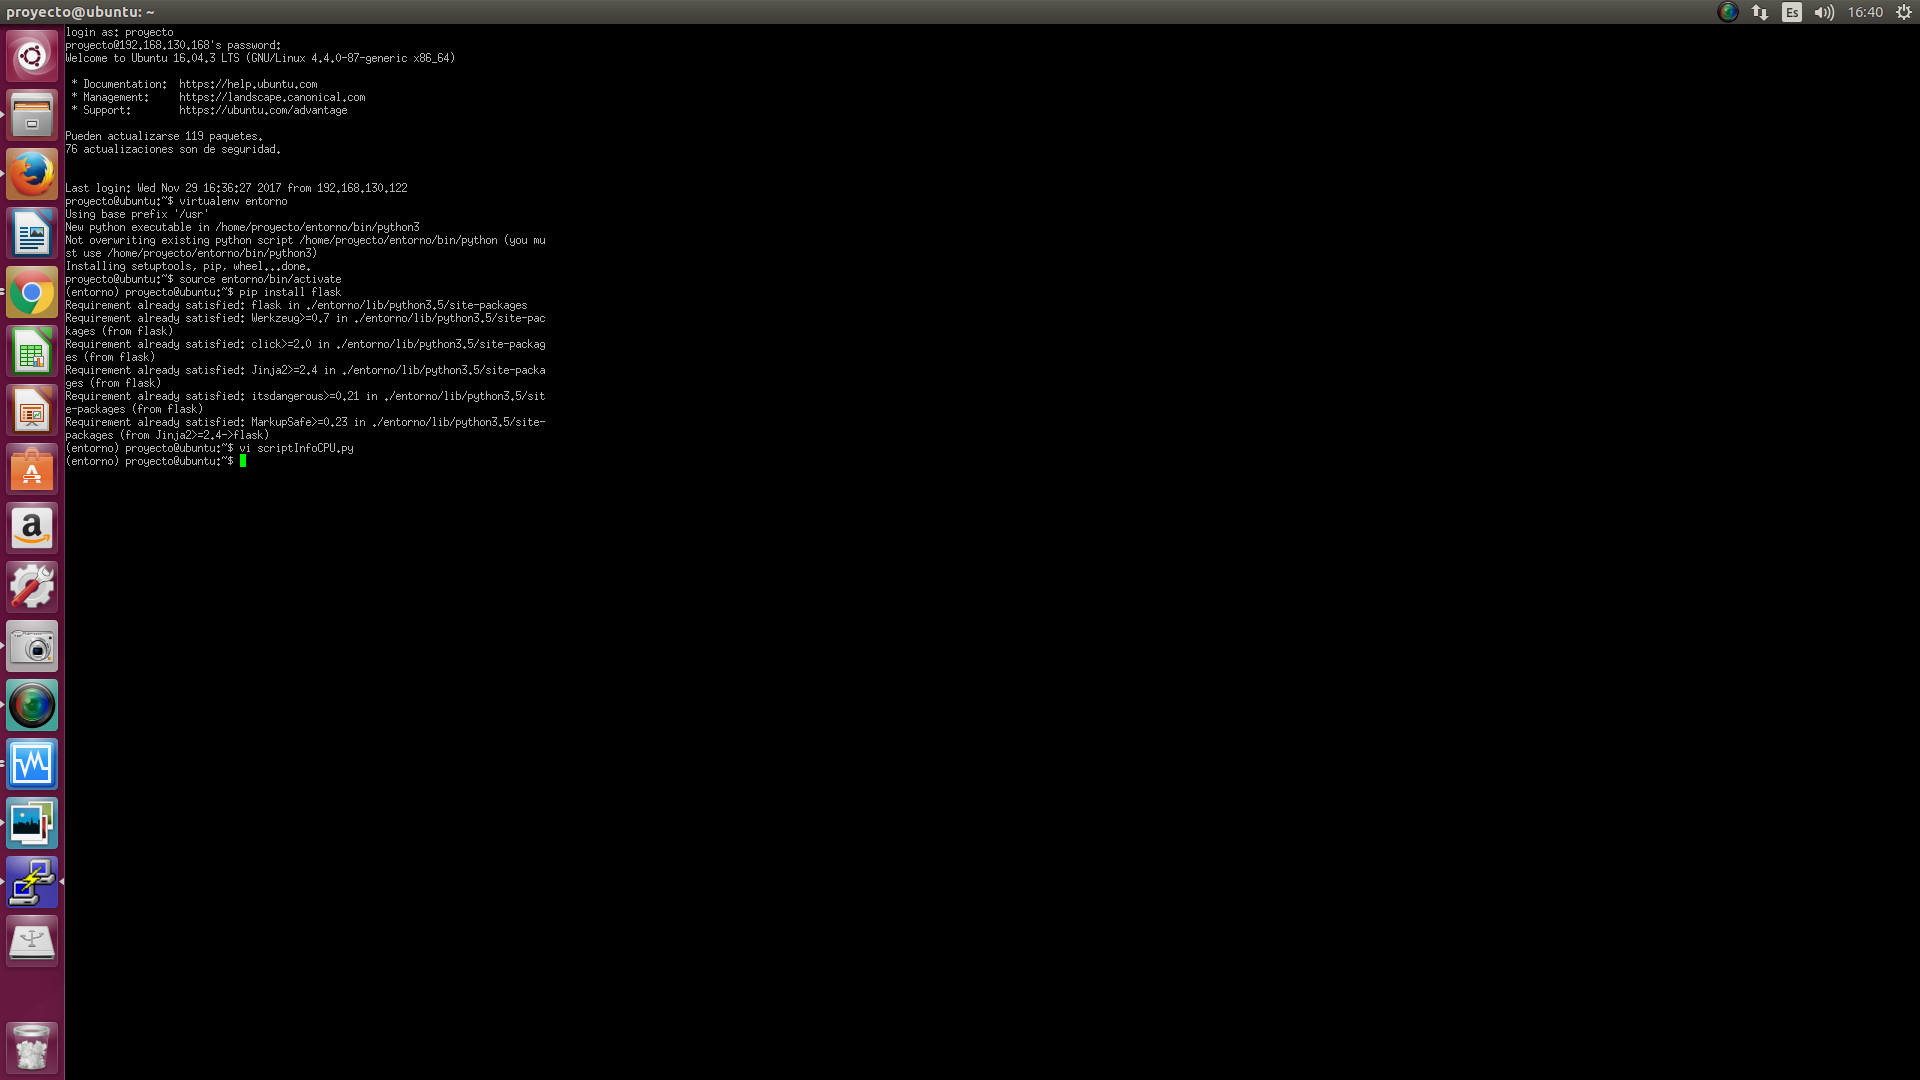 proyecto@ubuntu: ~
Es
16:40
login as: proyecto
proyecto@192.168.130.168's password:
Welcome to Ubuntu 16.04.3 LTS (GNU/Linux 4.4.0-87-generic x86_64)
* Documentation:  https://help.ubuntu.com
* Management:     https://landscape.canonical.com
* Support:        https://ubuntu.com/advantage
Pueden actualizarse 119 paquetes.
76 actualizaciones son de seguridad.
Last login: Wed Nov 29 16:36:27 2017 from 192.168.130.122
proyecto@ubuntu:~$ virtualenv entorno
Using base prefix '/usr'
New python executable in /home/proyecto/entorno/bin/python3
Not overwriting existing python script /home/proyecto/entorno/bin/python (you mu
st use /home/proyecto/entorno/bin/python3)
Installing setuptools, pip, wheel...done.
proyecto@ubuntu:~$ source entorno/bin/activate
(entorno) proyecto@ubuntu:~$ pip install flask
Requirement already satisfied: flask in ./entorno/lib/python3.5/site-packages
Requirement already satisfied: Werkzeug>=0.7 in ./entorno/lib/python3.5/site-pac
kages (from flask)
Requirement already satisfied: click>=2.0 in ./entorno/lib/python3.5/site-packag
es (from flask)
Requirement already satisfied: Jinja2>=2.4 in ./entorno/lib/python3.5/site-packa
ges (from flask)
Requirement already satisfied: itsdangerous>=0.21 in ./entorno/lib/python3.5/sit
e-packages (from flask)
Requirement already satisfied: MarkupSafe>=0.23 in ./entorno/lib/python3.5/site-
packages (from Jinja2>=2.4->flask)
(entorno) proyecto@ubuntu:~$ vi scriptInfoCPU.py
(entorno) proyecto@ubuntu:~$